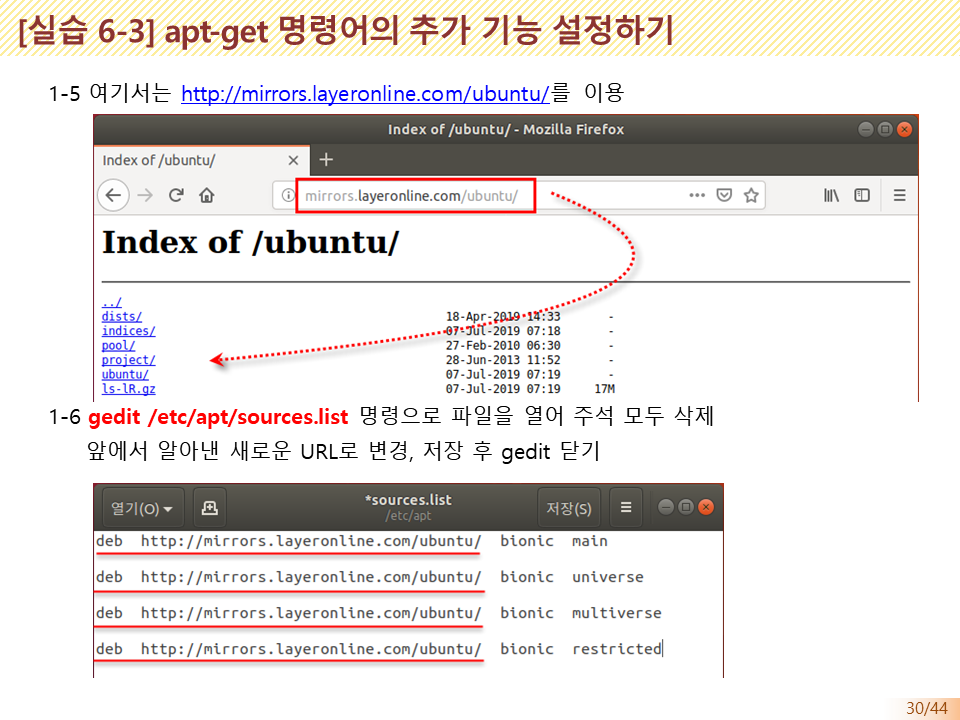 [실습 6-3] apt-get 명령어의 추가 기능 설정하기
1-5 여기서는 http://mirrors.layeronline.com/ubuntu/를 이용
Index of /ubuntu/ - Mozilla Firefox
Index of /ubuntu/
mirrors.layeronline.com/ubuntu/
Index of /ubuntu/
../
dists/ 18-Apr-2019 14:33 -
indices/ 07-Jul-2019 07:18 -
pool/ 27-Feb-2010 06:30 -
project/ 28-Jun-2013 11:52 -
ubuntu/ 07-Jul-2019 07:19 -
ls-lR.gz 07-Jul-2019 07:19 17M
1-6 gedit /etc/apt/sources.list 명령으로 파일을 열어 주석 모두 삭제
앞에서 알아낸 새로운 URL로 변경, 저장 후 gedit 닫기
열기(O) *sources.list 저장(S)
/etc/apt
deb http://mirrors.layeronline.com/ubuntu/ bionic main
deb http://mirrors.layeronline.com/ubuntu/ bionic universe
deb http://mirrors.layeronline.com/ubuntu/ bionic multiverse
deb http://mirrors.layeronline.com/ubuntu/ bionic restricted
30/44